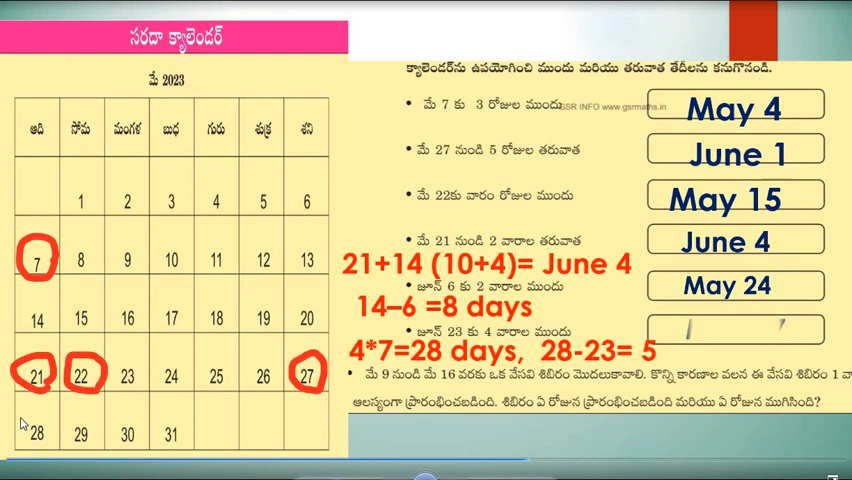 సరదా క్యాలెండర్
మే 2023
ఆది సోమ మంగళ బుధ గురు శుక్ర శని
1 2 3 4 5 6
7 8 9 10 11 12 13
14 15 16 17 18 19 20
21 22 23 24 25 26 27
28 29 30 31
క్యాలెండర్‌ను ఉపయోగించి ముందు మరియు తరువాత తేదీలను కనుగొనండి.
• మే 7 కు 3 రోజుల ముందు
GSR INFO www.gsrmaths.in
May 4
• మే 27 నుండి 5 రోజుల తరువాత
June 1
• మే 22కు వారం రోజుల ముందు
May 15
• మే 21 నుండి 2 వారాల తరువాత
June 4
21+14 (10+4)= June 4
• జూన్ 6 కు 2 వారాల ముందు
May 24
14–6 =8 days
• జూన్ 23 కు 4 వారాల ముందు
4*7=28 days, 28-23= 5
• మే 9 నుండి మే 16 వరకు ఒక వేసవి శిబిరం మొదలుకావాలి. కొన్ని కారణాల వలన ఈ వేసవి శిబిరం 1 వా
ఆలస్యంగా ప్రారంభించబడింది. శిబిరం ఏ రోజున ప్రారంభించబడింది మరియు ఏ రోజున ముగిసింది?